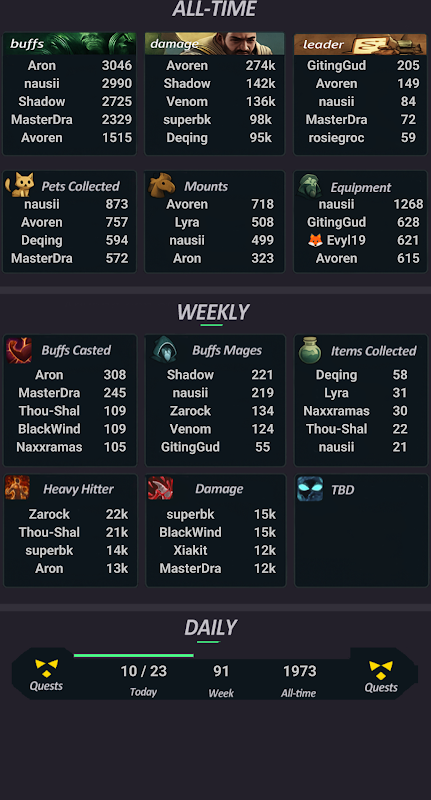 ALL-TIME
buffs
Aron 3046
nausii 2990
Shadow 2725
MasterDra 2329
Avoren 1515
damage
Avoren 274k
Shadow 142k
Venom 136k
superbk 98k
Deqing 95k
leader
GitingGud 205
Avoren 149
nausii 84
MasterDra 72
rosiegroc 59
Pets Collected
nausii 873
Avoren 757
Deqing 594
MasterDra 572
Mounts
Avoren 718
Lyra 508
nausii 499
Aron 323
Equipment
nausii 1268
GitingGud 628
🦊 Evyl19 621
Avoren 615
WEEKLY
Buffs Casted
Aron 308
MasterDra 245
Thou-Shal 109
BlackWind 109
Naxxramas 105
Buffs Mages
Shadow 221
nausii 219
Zarock 134
Venom 124
GitingGud 55
Items Collected
Deqing 58
Lyra 31
Naxxramas 30
Thou-Shal 22
nausii 21
Heavy Hitter
Zarock 22k
Thou-Shal 21k
superbk 14k
Aron 13k
Damage
superbk 15k
BlackWind 15k
Xiakit 12k
MasterDra 12k
TBD
DAILY
Quests
10 / 23
Today
91
Week
1973
All-time
Quests